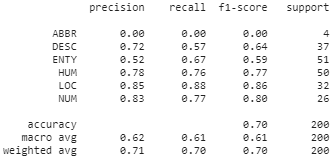 precision recall f1-score support
ABBR 0.00 0.00 0.00 4
DESC 0.72 0.57 0.64 37
ENTY 0.52 0.67 0.59 51
HUM 0.78 0.76 0.77 50
LOC 0.85 0.88 0.86 32
NUM 0.83 0.77 0.80 26
accuracy 0.70 200
macro avg 0.62 0.61 0.61 200
weighted avg 0.71 0.70 0.70 200